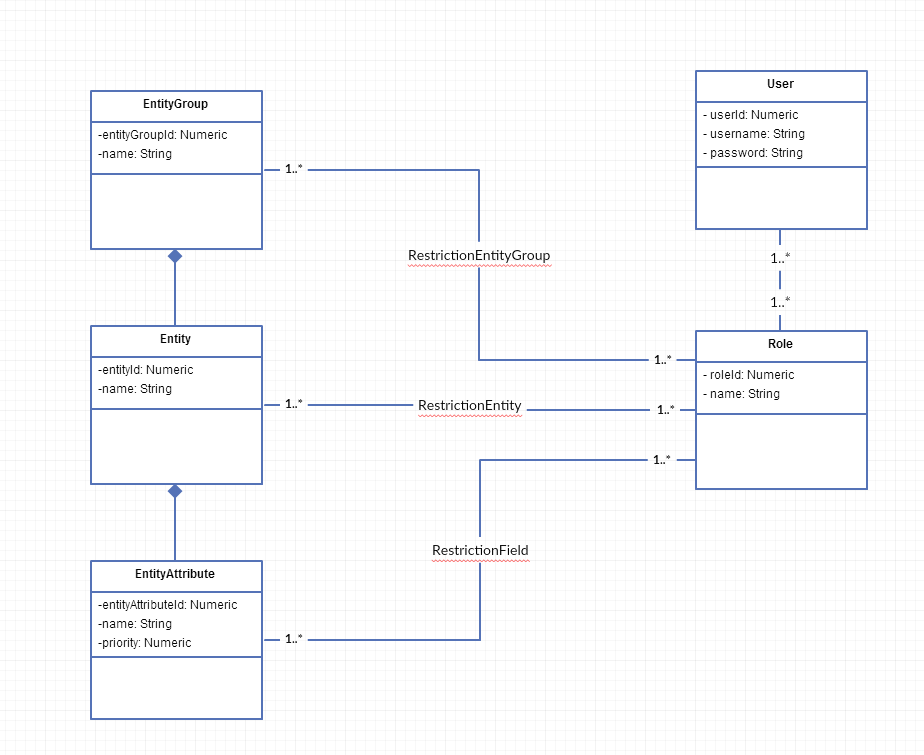 EntityGroup
-entityGroupId: Numeric
-name: String
User
- userId: Numeric
- username: String
- password: String
1..*
RestrictionEntityGroup
1..*
1..*
1..*
Entity
-entityId: Numeric
-name: String
Role
- roleId: Numeric
- name: String
1..*
RestrictionEntity
1..*
1..*
RestrictionField
EntityAttribute
-entityAttributeId: Numeric
-name: String
-priority: Numeric
1..*